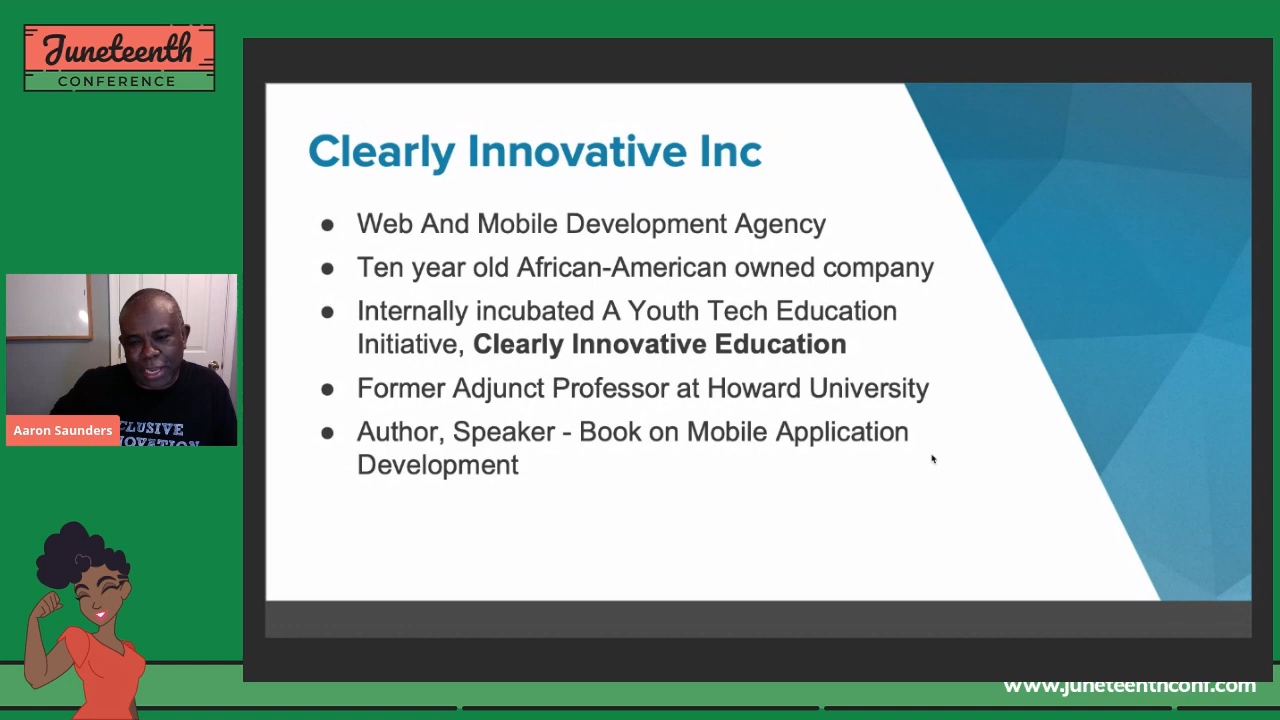 Juneteenth
CONFERENCE
Clearly Innovative Inc
● Web And Mobile Development Agency
● Ten year old African-American owned company
● Internally incubated A Youth Tech Education
Initiative, Clearly Innovative Education
● Former Adjunct Professor at Howard University
● Author, Speaker - Book on Mobile Application
Development
Aaron Saunders
www.juneteenthconf.com